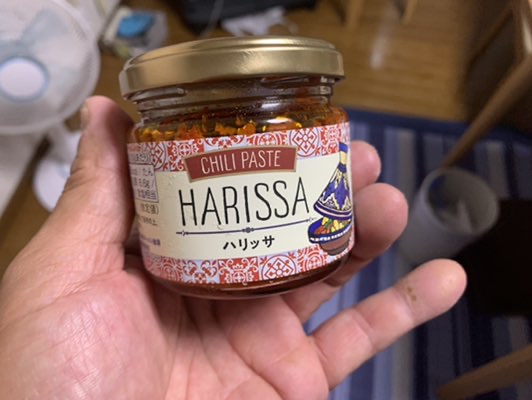 CHILI PASTE
HARISSA
ハリッサ